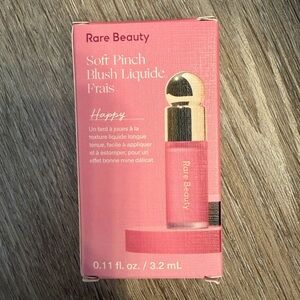 Rare Beauty
Soft Pinch
Blush Liquide
Frais
Happy
Un fard à joues à la
texture liquide longue
tenue, facile à appliquer
et à estomper, pour un
effet bonne mine délicat.
Rare Beauty
0.11 fl. oz. / 3.2 mL